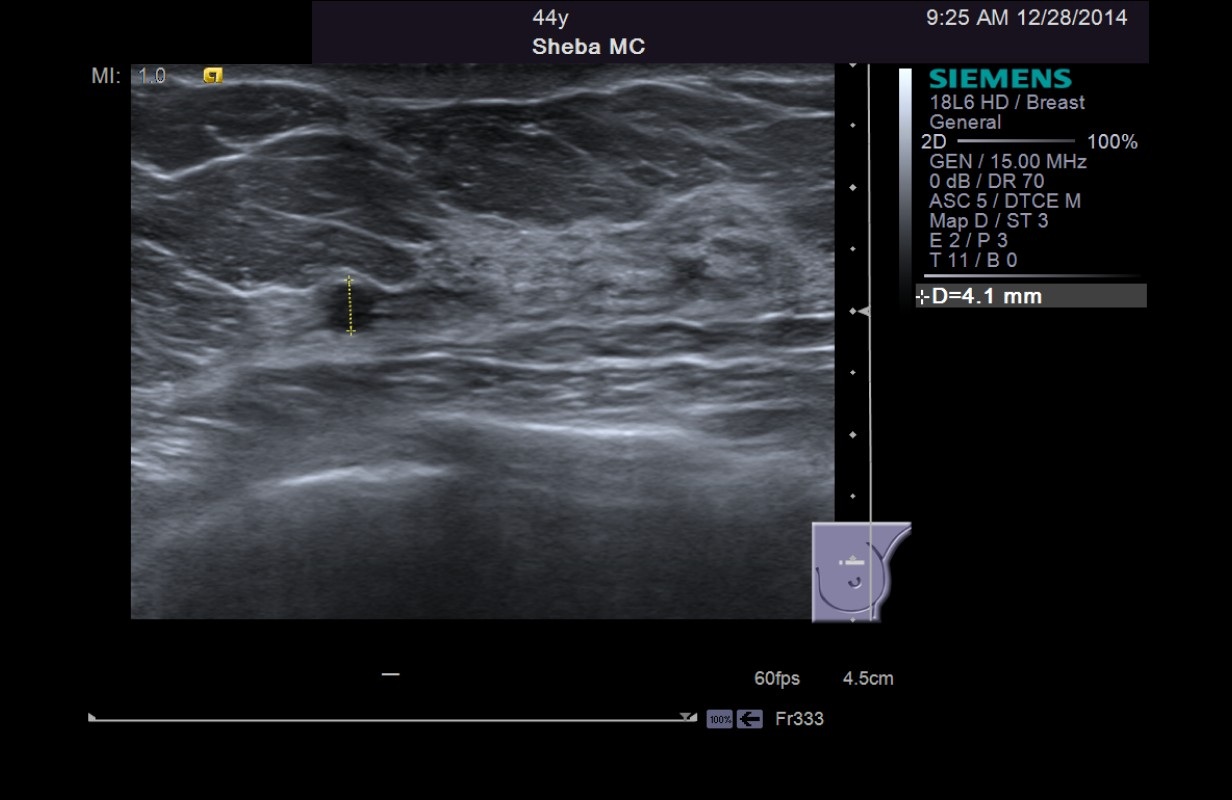 44y
9:25 AM 12/28/2014
Sheba MC
MI: 1.0
SIEMENS
18L6 HD / Breast
General
2D 100%
GEN / 15.00 MHz
0 dB / DR 70
ASC 5 / DTCE M
Map D / ST 3
E 2 / P 3
T 11 / B 0
D=4.1 mm
60fps 4.5cm
100% Fr333